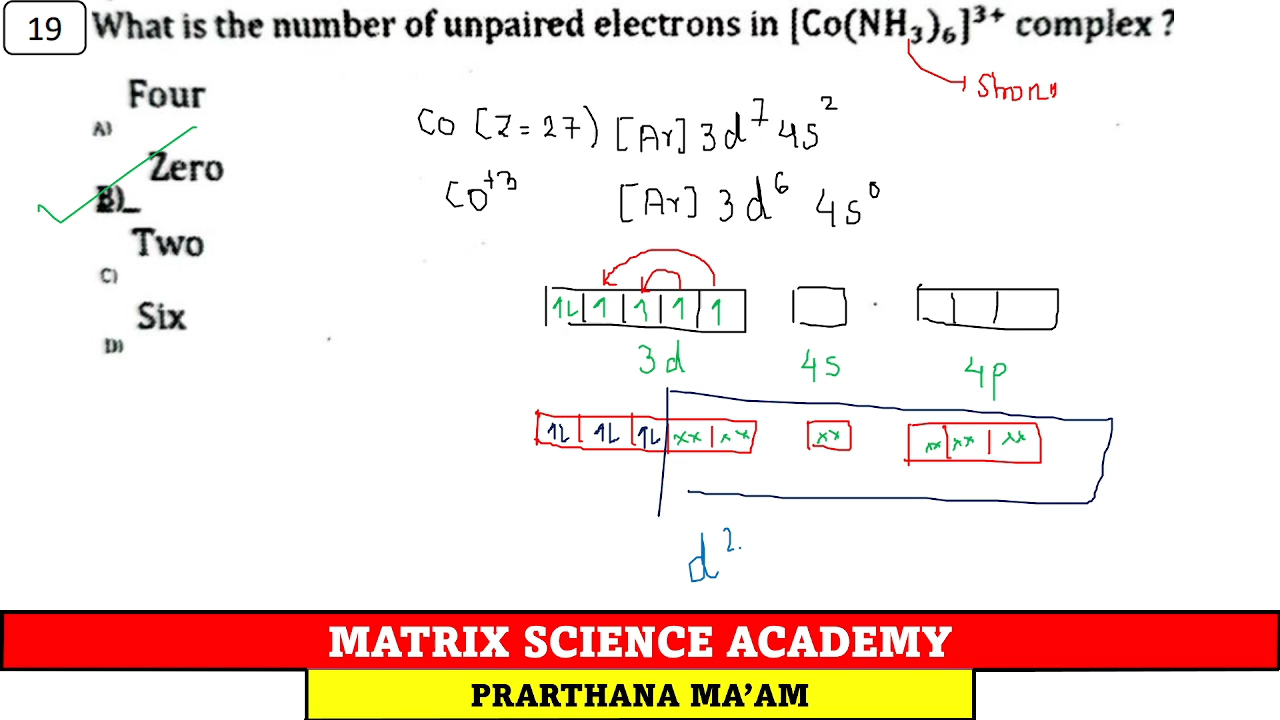 19 What is the number of unpaired electrons in [Co(NH₃)₆]³⁺ complex ?
Four
A)
Zero
B)
Two
C)
Six
D)
Co [Z=27) [Ar] 3d⁷ 4s²
Co⁺³ [Ar] 3d⁶ 4s⁰
↑↓ ↑ ↑ ↑ ↑
3d 4s 4p
↑↓ ↑↓ ↑↓ ×× ×× ×× ×× ×× ××
d².
MATRIX SCIENCE ACADEMY
PRARTHANA MA’AM